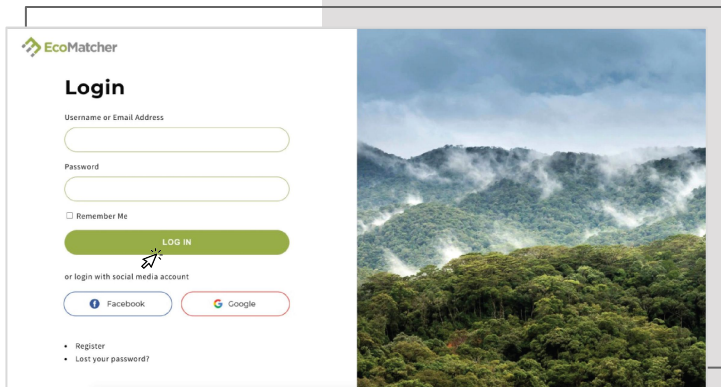 EcoMatcher
Login
Username or Email Address
Password
Remember Me
LOG IN
or login with social media account
Facebook
Google
Register
Lost your password?